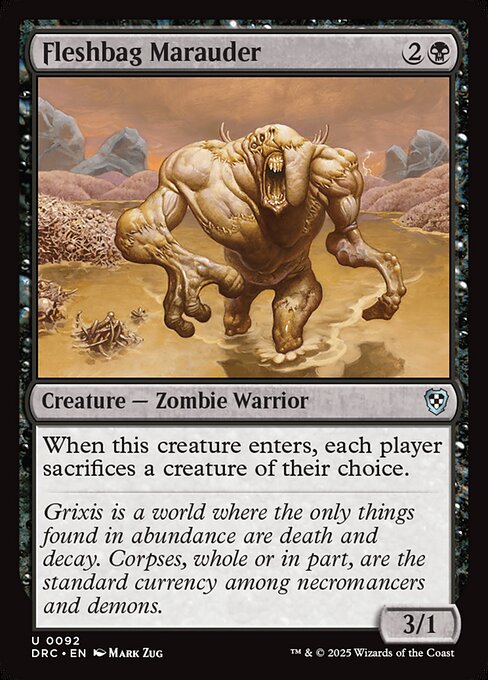 Fleshbag Marauder 2
Creature — Zombie Warrior
When this creature enters, each player
sacrifices a creature of their choice.
Grixis is a world where the only things
found in abundance are death and
decay. Corpses, whole or in part, are the
standard currency among necromancers
and demons.
3/1
U 0092
DRC • EN Mark Zug ™ & © 2025 Wizards of the Coast